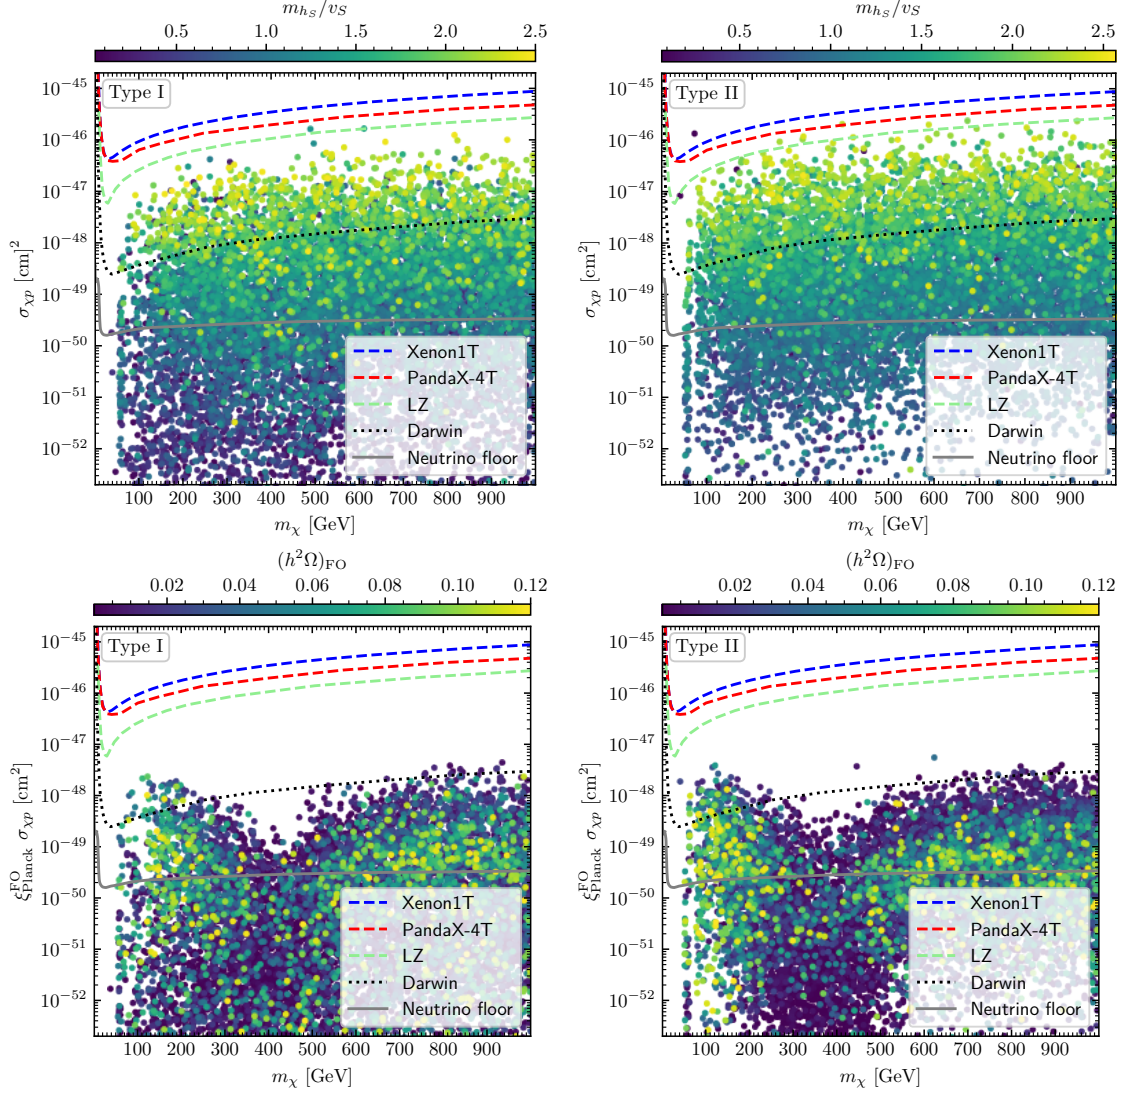 m_{h_S}/v_S
0.5 1.0 1.5 2.0 2.5
Type I
10^{-45}
10^{-46}
10^{-47}
10^{-48}
10^{-49}
10^{-50}
10^{-51}
10^{-52}
σ_{χp} [cm]^2
Xenon1T
PandaX-4T
LZ
Darwin
Neutrino floor
100 200 300 400 500 600 700 800 900
m_χ [GeV]
m_{h_S}/v_S
0.5 1.0 1.5 2.0 2.5
Type II
10^{-45}
10^{-46}
10^{-47}
10^{-48}
10^{-49}
10^{-50}
10^{-51}
10^{-52}
σ_{χp} [cm^2]
Xenon1T
PandaX-4T
LZ
Darwin
Neutrino floor
100 200 300 400 500 600 700 800 900
m_χ [GeV]
(h^2Ω)_{FO}
0.02 0.04 0.06 0.08 0.10 0.12
Type I
10^{-45}
10^{-46}
10^{-47}
10^{-48}
10^{-49}
10^{-50}
10^{-51}
10^{-52}
ξ^{FO}_{Planck} σ_{χp} [cm^2]
Xenon1T
PandaX-4T
LZ
Darwin
Neutrino floor
100 200 300 400 500 600 700 800 900
m_χ [GeV]
(h^2Ω)_{FO}
0.02 0.04 0.06 0.08 0.10 0.12
Type II
10^{-45}
10^{-46}
10^{-47}
10^{-48}
10^{-49}
10^{-50}
10^{-51}
10^{-52}
ξ^{FO}_{Planck} σ_{χp} [cm^2]
Xenon1T
PandaX-4T
LZ
Darwin
Neutrino floor
100 200 300 400 500 600 700 800 900
m_χ [GeV]